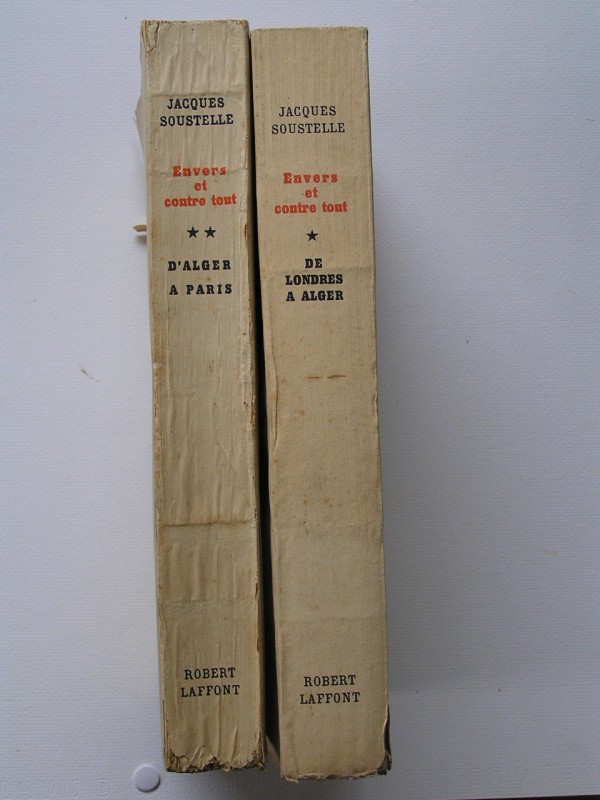 JACQUES
SOUSTELLE
Envers
et
contre tout
★★
D'ALGER
A PARIS
ROBERT
LAFFONT
JACQUES
SOUSTELLE
Envers
et
contre tout
★
DE
LONDRES
A ALGER
ROBERT
LAFFONT